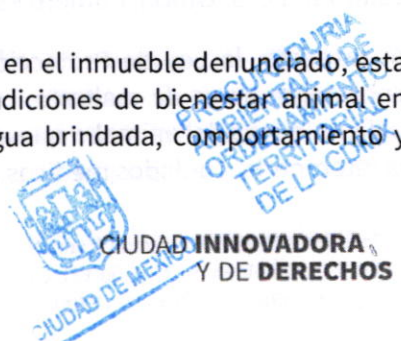 en el inmueble denunciado, esta
diciones de bienestar animal en
gua brindada, comportamiento y
PROCURADURIA
AMBIENTAL Y DE
ORDENAMIENTO
TERRITORIAL
DE LA CDMX
CIUDAD DE MEXICO
CIUDAD INNOVADORA
Y DE DERECHOS